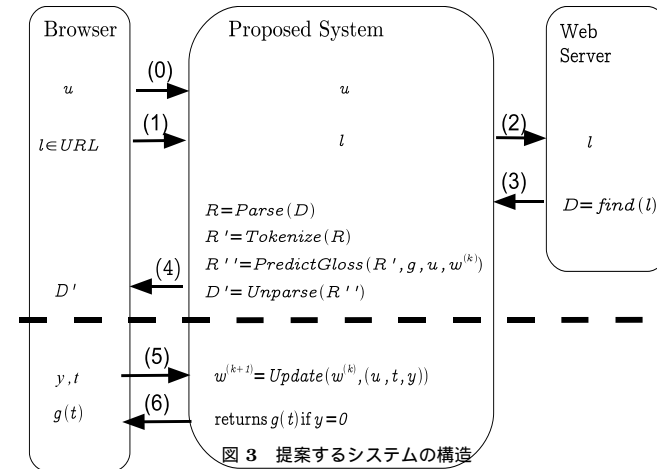 Browser
Proposed System
Web
Server
(0)
u
u
(1)
(2)
l∈URL
l
l
(3)
D=find(l)
R=Parse(D)
R'=Tokenize(R)
R''=PredictGloss(R',g,u,w^(k))
(4)
D'
D'=Unparse(R'')
(5)
y,t
w^(k+1)=Update(w^(k),(u,t,y))
(6)
g(t)
returns g(t) if y=0
図 3 提案するシステムの構造